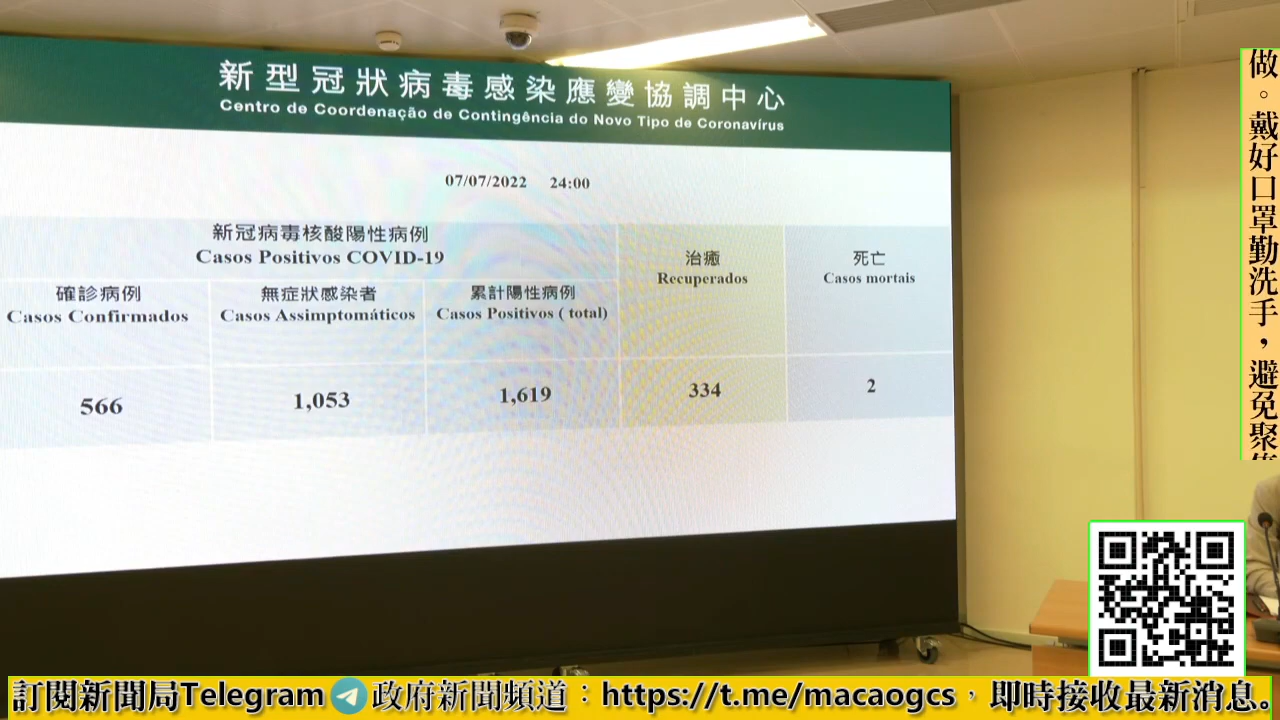 新型冠狀病毒感染應變協調中心
Centro de Coordenação de Contingência do Novo Tipo de Coronavírus
07/07/2022 24:00
新冠病毒核酸陽性病例
Casos Positivos COVID-19
治癒
Recuperados
死亡
Casos mortais
確診病例
Casos Confirmados
無症狀感染者
Casos Assimptomáticos
累計陽性病例
Casos Positivos ( total)
566
1,053
1,619
334
2
做。戴好口罩勤洗手，避免聚
訂閱新聞局Telegram 政府新聞頻道：https://t.me/macaogcs，即時接收最新消息。